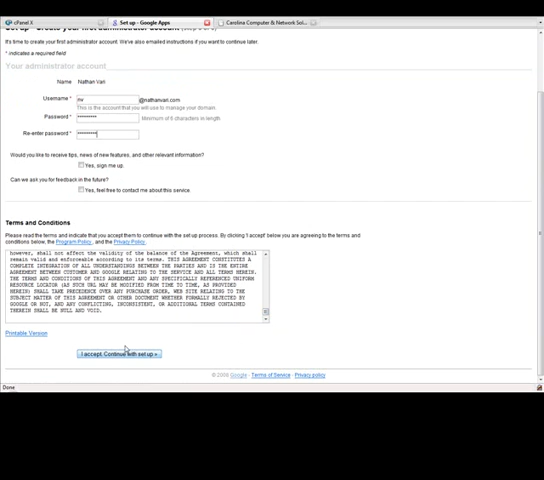 cPanel X
Set up - Google Apps
Carolina Computer & Network Sol...
It's time to create your first administrator account. We've also emailed instructions if you want to continue later.
* indicates a required field
Your administrator account
Name Nathan Vari
Username * nv @nathanvari.com
This is the account that you will use to manage your domain.
Password * ********* Minimum of 6 characters in length.
Re-enter password * *********
Would you like to receive tips, news of new features, and other relevant information?
Yes, sign me up.
Can we ask you for feedback in the future?
Yes, feel free to contact me about this service.
Terms and Conditions
Please read the terms and indicate that you accept them to continue with the set up process. By clicking 'I accept' below you are agreeing to the terms and
conditions below, the Program Policy, and the Privacy Policy.
however, shall not affect the validity of the balance of the Agreement, which shall
remain valid and enforceable according to its terms. THIS AGREEMENT CONSTITUTES A
COMPLETE INTEGRATION OF ALL UNDERSTANDINGS BETWEEN THE PARTIES AND IS THE ENTIRE
AGREEMENT BETWEEN CUSTOMER AND GOOGLE RELATING TO THE SERVICE AND ALL TERMS HEREIN.
THE TERMS AND CONDITIONS OF THIS AGREEMENT AND ANY SPECIFICALLY REFERENCED UNIFORM
RESOURCE LOCATOR (AS SUCH URL MAY BE MODIFIED FROM TIME TO TIME, AS PROVIDED
HEREIN) SHALL TAKE PRECEDENCE OVER ANY PURCHASE ORDER, WEB SITE RELATING TO THE
SUBJECT MATTER OF THIS AGREEMENT OR OTHER DOCUMENT WHETHER FORMALLY REJECTED BY
GOOGLE OR NOT, AND ANY CONFLICTING, INCONSISTENT, OR ADDITIONAL TERMS CONTAINED
THEREIN SHALL BE NULL AND VOID.
Printable Version
I accept. Continue with set up »
Google - Terms of Service - Privacy policy
Done